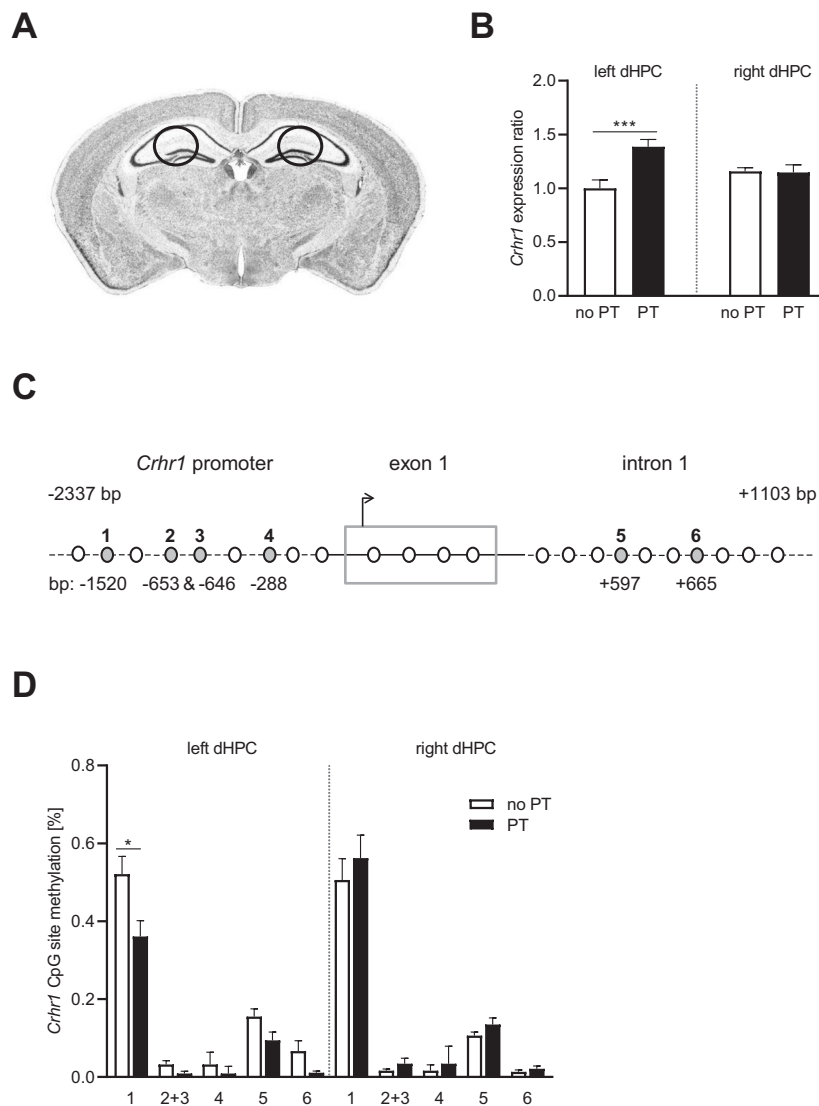 A
B
left dHPC right dHPC
Crhr1 expression ratio
2.0
1.5
1.0
0.5
0.0
***
no PT PT no PT PT
C
Crhr1 promoter exon 1 intron 1
-2337 bp +1103 bp
1 2 3 4 5 6
bp: -1520 -653 & -646 -288 +597 +665
D
left dHPC right dHPC
Crhr1 CpG site methylation [%]
0.8
0.6
0.4
0.2
0.0
*
no PT
PT
1 2+3 4 5 6 1 2+3 4 5 6